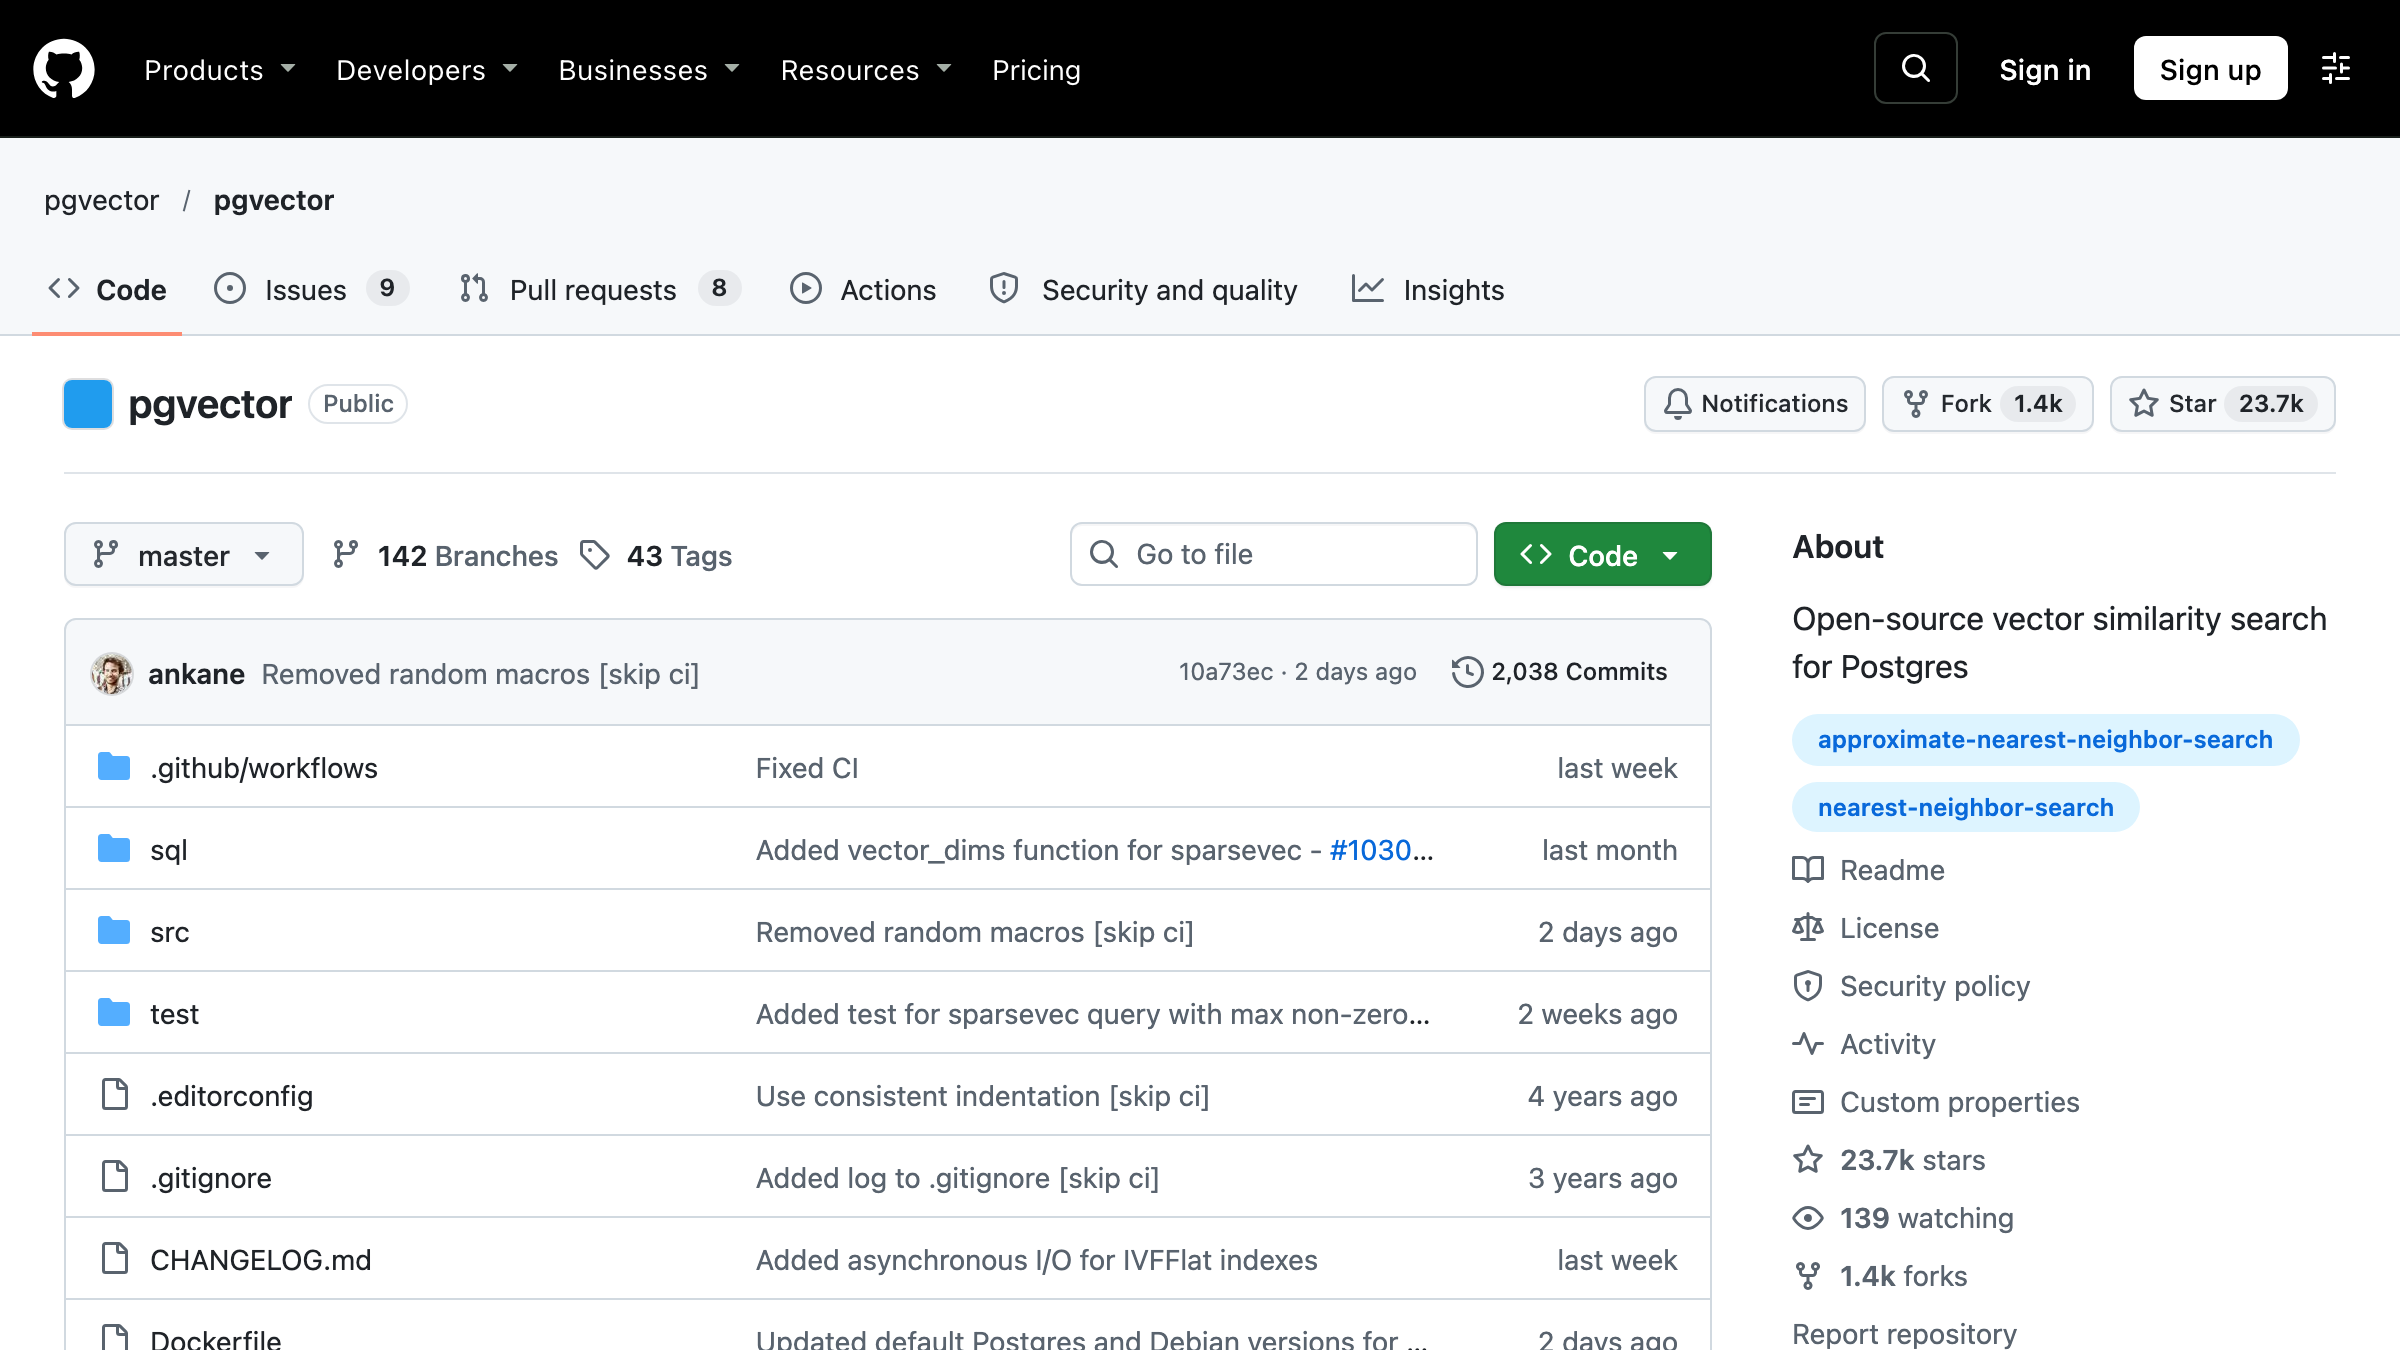 Products Developers Businesses Resources Pricing Sign in Sign up
pgvector / pgvector
Code Issues 9 Pull requests 8 Actions Security and quality Insights
pgvector Public Notifications Fork 1.4k Star 23.7k
master 142 Branches 43 Tags Go to file Code
ankane Removed random macros [skip ci] 10a73ec · 2 days ago 2,038 Commits
.github/workflows Fixed CI last week
sql Added vector_dims function for sparsevec - #1030... last month
src Removed random macros [skip ci] 2 days ago
test Added test for sparsevec query with max non-zero... 2 weeks ago
.editorconfig Use consistent indentation [skip ci] 4 years ago
.gitignore Added log to .gitignore [skip ci] 3 years ago
CHANGELOG.md Added asynchronous I/O for IVFFlat indexes last week
Dockerfile Updated default Postgres and Debian versions for ... 2 days ago
About
Open-source vector similarity search
for Postgres
approximate-nearest-neighbor-search
nearest-neighbor-search
Readme
License
Security policy
Activity
Custom properties
23.7k stars
139 watching
1.4k forks
Report repository